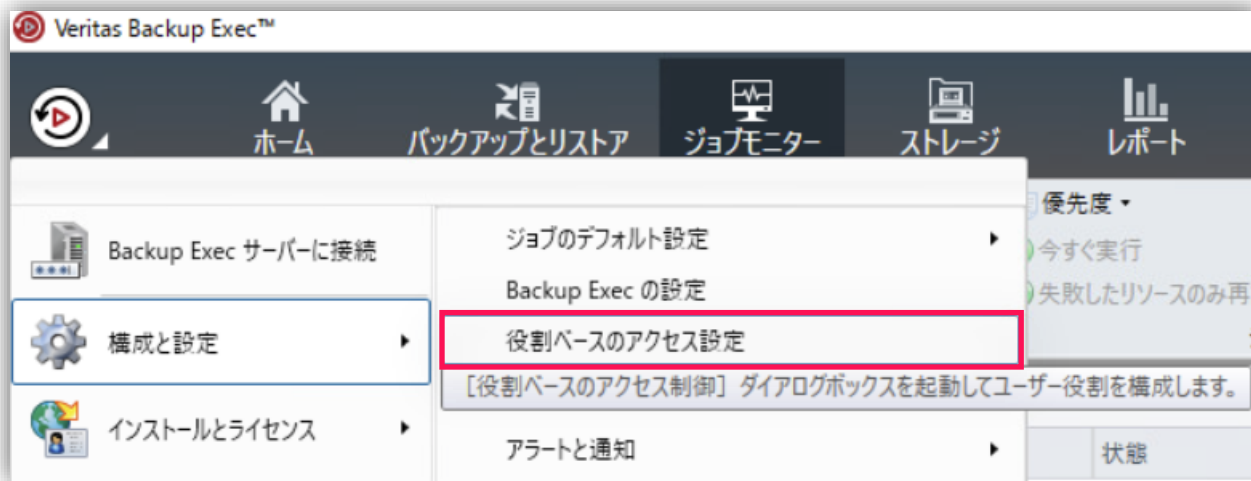 Veritas Backup Exec™
ホーム
バックアップとリストア
ジョブモニター
ストレージ
レポート
Backup Exec サーバーに接続
構成と設定
インストールとライセンス
ジョブのデフォルト設定
Backup Exec の設定
役割ベースのアクセス設定
[役割ベースのアクセス制御] ダイアログボックスを起動してユーザー役割を構成します。
アラートと通知
優先度
今すぐ実行
失敗したリソースのみ再
状態